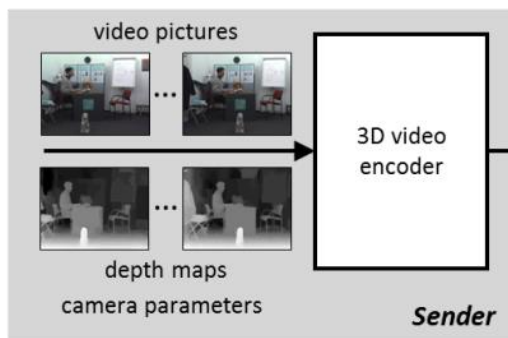 video pictures
...
3D video
encoder
...
depth maps
camera parameters
Sender